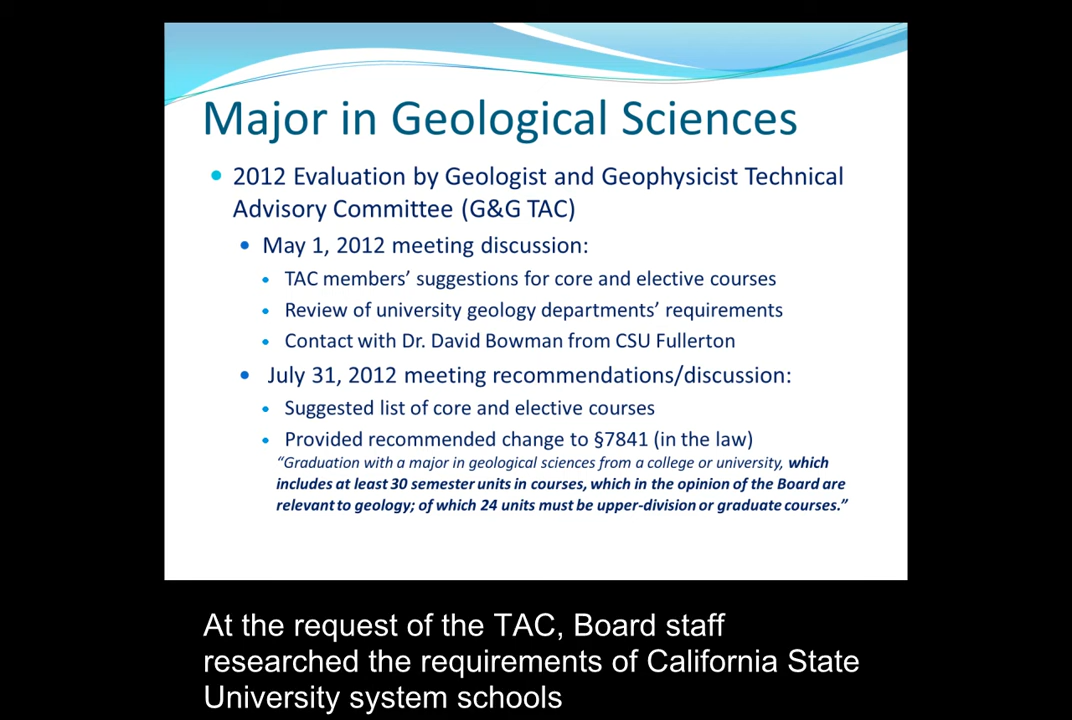 Major in Geological Sciences
2012 Evaluation by Geologist and Geophysicist Technical
Advisory Committee (G&G TAC)
May 1, 2012 meeting discussion:
TAC members’ suggestions for core and elective courses
Review of university geology departments’ requirements
Contact with Dr. David Bowman from CSU Fullerton
July 31, 2012 meeting recommendations/discussion:
Suggested list of core and elective courses
Provided recommended change to §7841 (in the law)
“Graduation with a major in geological sciences from a college or university, which
includes at least 30 semester units in courses, which in the opinion of the Board are
relevant to geology; of which 24 units must be upper-division or graduate courses.”
At the request of the TAC, Board staff
researched the requirements of California State
University system schools